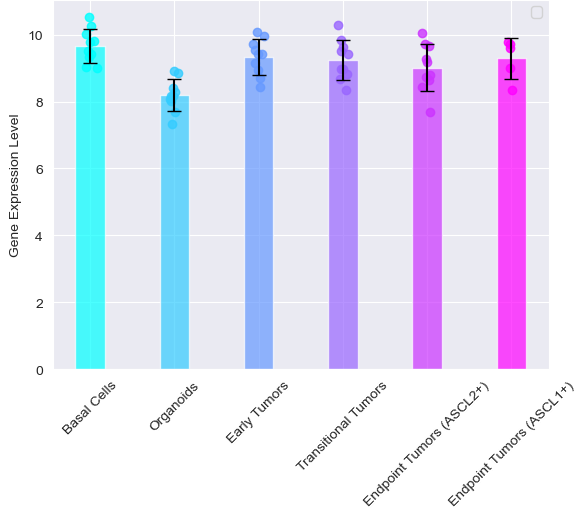 Gene Expression Level
10
8
6
4
2
0
Basal Cells
Organoids
Early Tumors
Transitional Tumors
Endpoint Tumors (ASCL2+)
Endpoint Tumors (ASCL1+)